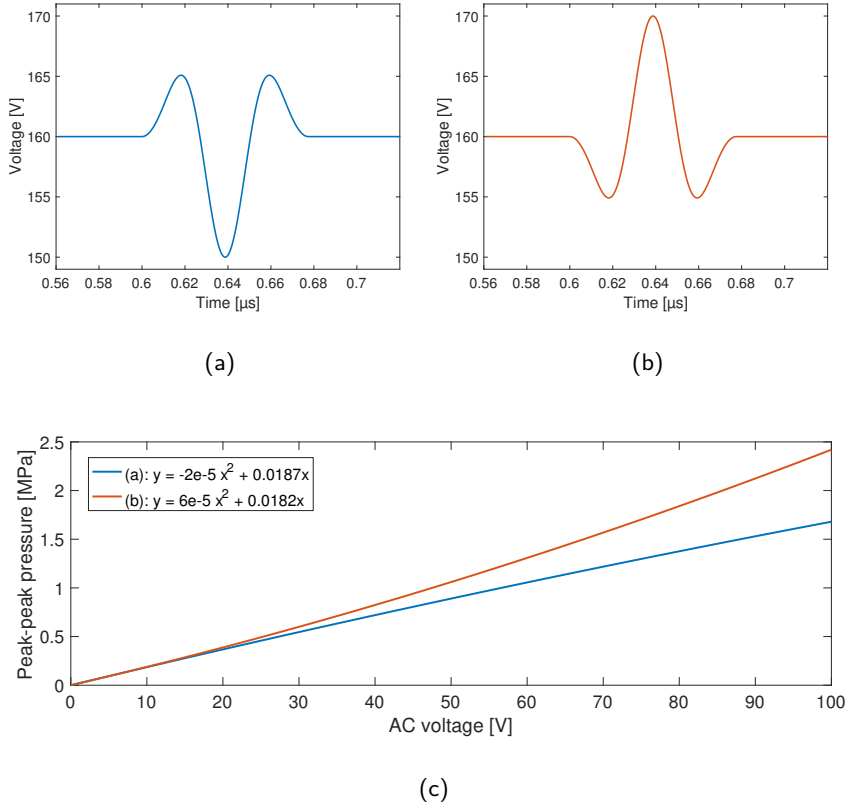 170
165
160
155
150
Voltage [V]
0.56 0.58 0.6 0.62 0.64 0.66 0.68 0.7
Time [µs]
(a)
170
165
160
155
150
Voltage [V]
0.56 0.58 0.6 0.62 0.64 0.66 0.68 0.7
Time [µs]
(b)
2.5
2
1.5
1
0.5
0
Peak-peak pressure [MPa]
(a): y = -2e-5 x² + 0.0187x
(b): y = 6e-5 x² + 0.0182x
0 10 20 30 40 50 60 70 80 90 100
AC voltage [V]
(c)